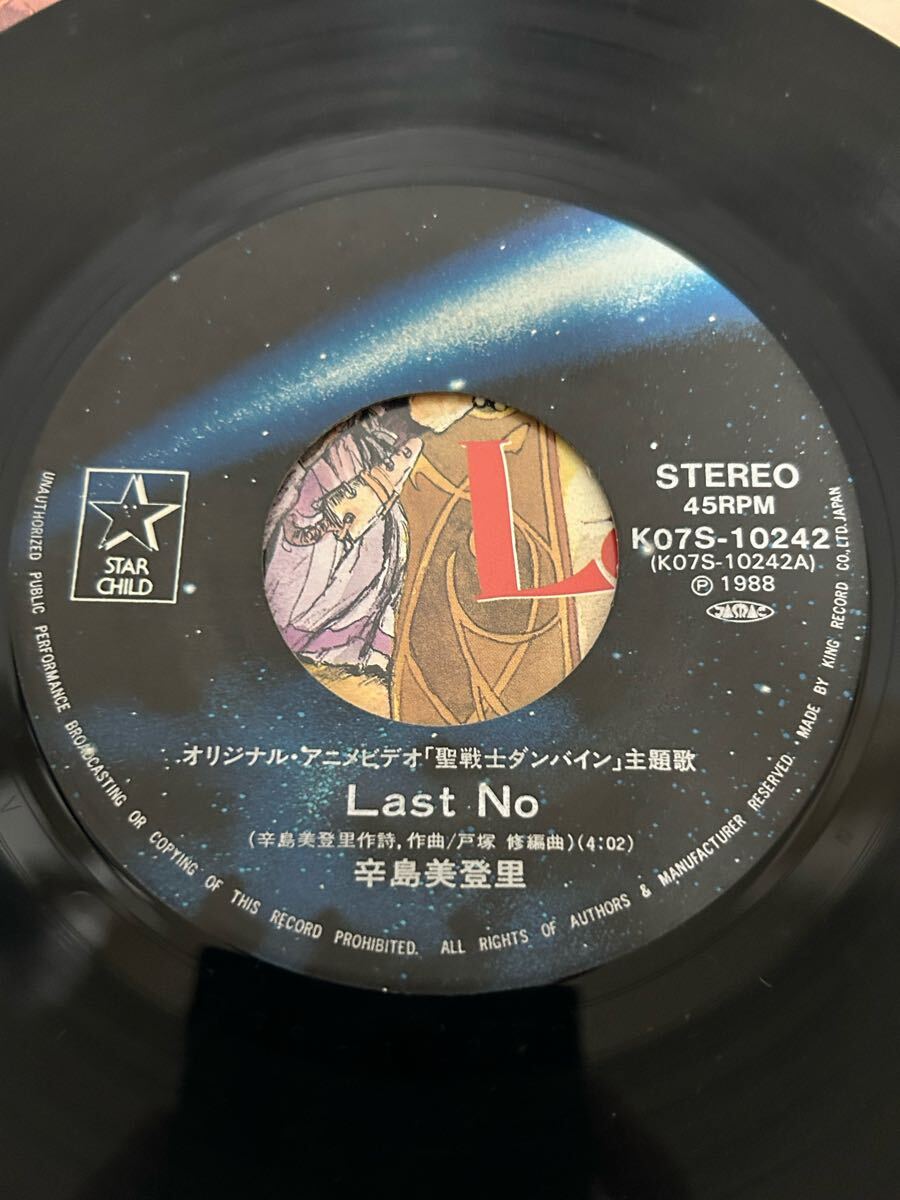 STAR
CHILD
STEREO
45RPM
K07S-10242
(K07S-10242A)
Ⓟ 1988
JASRAC
L
オリジナル・アニメビデオ「聖戦士ダンバイン」主題歌
Last No
(辛島美登里作詩,作曲/戸塚 修編曲)(4:02)
辛島美登里
UNAUTHORIZED PUBLIC PERFORMANCE BROADCASTING OR COPYING OF THIS RECORD PROHIBITED. ALL RIGHTS OF AUTHORS & MANUFACTURER RESERVED. MADE BY KING RECORD CO., LTD. JAPAN